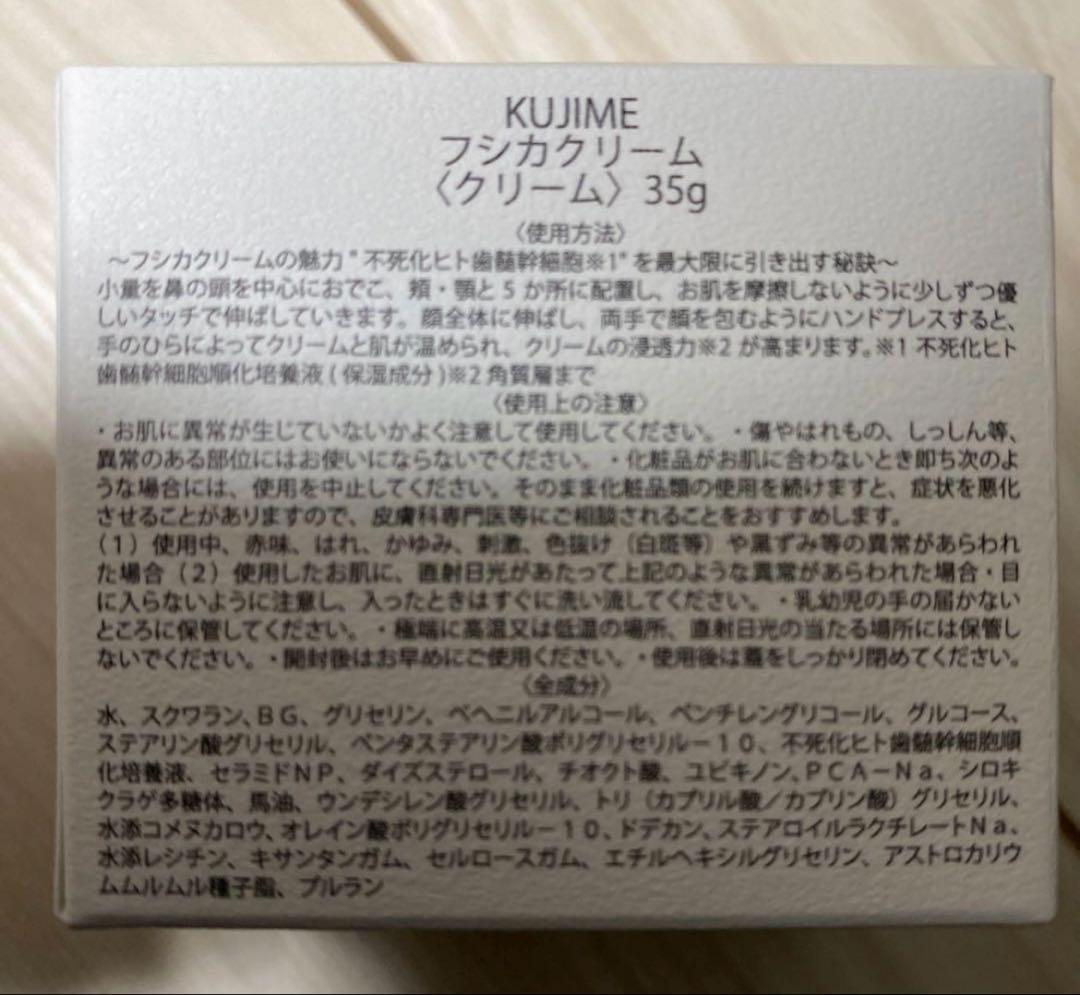 KUJIME
フシカクリーム
〈クリーム〉35g
〈使用方法〉
～フシカクリームの魅力"不死化ヒト歯髄幹細胞※1"を最大限に引き出す秘訣～
小量を鼻の頭を中心におでこ、頬・顎と5か所に配置し、お肌を摩擦しないように少しずつ優
しいタッチで伸ばしていきます。顔全体に伸ばし、両手で顔を包むようにハンドプレスすると、
手のひらによってクリームと肌が温められ、クリームの浸透力※2が高まります。※1不死化ヒト
歯髄幹細胞順化培養液(保湿成分)※2角質層まで
〈使用上の注意〉
・お肌に異常が生じていないかよく注意して使用してください。・傷やはれもの、しっしん等、
異常のある部位にはお使いにならないでください。・化粧品がお肌に合わないとき即ち次のよ
うな場合には、使用を中止してください。そのまま化粧品類の使用を続けますと、症状を悪化
させることがありますので、皮膚科専門医等にご相談されることをおすすめします。
（1）使用中、赤味、はれ、かゆみ、刺激、色抜け（白斑等）や黒ずみ等の異常があらわれ
た場合（2）使用したお肌に、直射日光があたって上記のような異常があらわれた場合・目
に入らないように注意し、入ったときはすぐに洗い流してください。・乳幼児の手の届かない
ところに保管してください。・極端に高温又は低温の場所、直射日光の当たる場所には保管し
ないでください。・開封後はお早めにご使用ください。・使用後は蓋をしっかり閉めてください。
〈全成分〉
水、スクワラン、ＢＧ、グリセリン、ベヘニルアルコール、ペンチレングリコール、グルコース、
ステアリン酸グリセリル、ペンタステアリン酸ポリグリセリル－１０、不死化ヒト歯髄幹細胞順
化培養液、セラミドＮＰ、ダイズステロール、チオクト酸、ユビキノン、ＰＣＡ－Ｎａ、シロキ
クラゲ多糖体、馬油、ウンデシレン酸グリセリル、トリ（カプリル酸／カプリン酸）グリセリル、
水添コメヌカロウ、オレイン酸ポリグリセリル－１０、ドデカン、ステアロイルラクチレートＮａ、
水添レシチン、キサンタンガム、セルロースガム、エチルヘキシルグリセリン、アストロカリウ
ムムルムル種子脂、プルラン